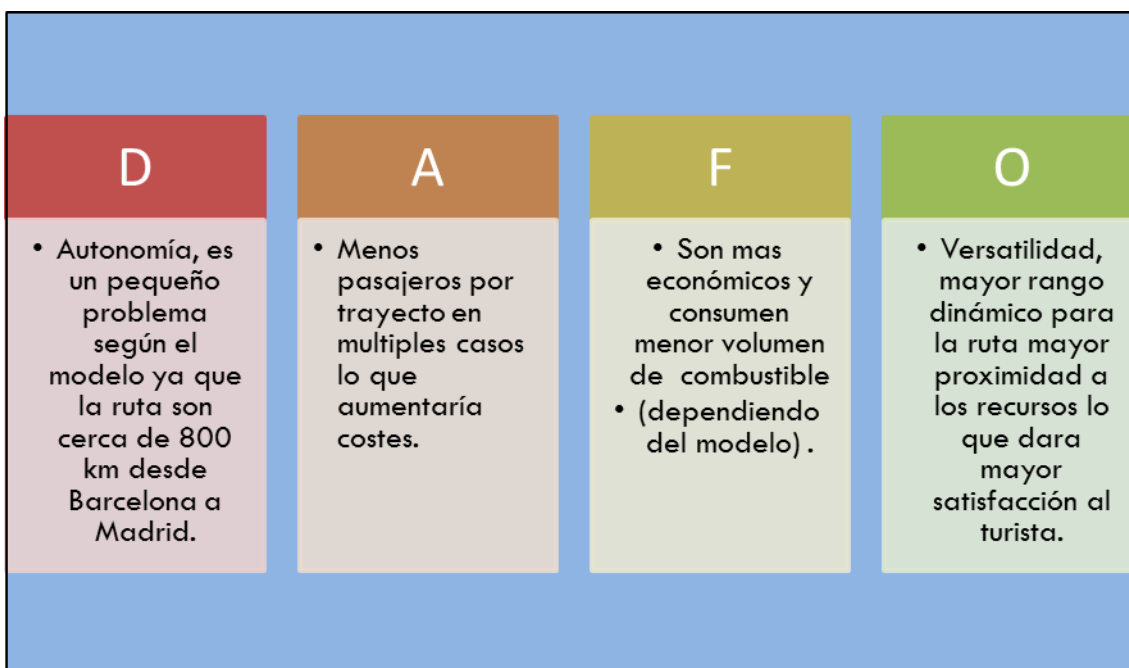 D
• Autonomía, es
un pequeño
problema
según el
modelo ya que
la ruta son
cerca de 800
km desde
Barcelona a
Madrid.
A
• Menos
pasajeros por
trayecto en
multiples casos
lo que
aumentaría
costes.
F
• Son mas
económicos y
consumen
menor volumen
de combustible
• (dependiendo
del modelo) .
O
• Versatilidad,
mayor rango
dinámico para
la ruta mayor
proximidad a
los recursos lo
que dara
mayor
satisfacción al
turista.